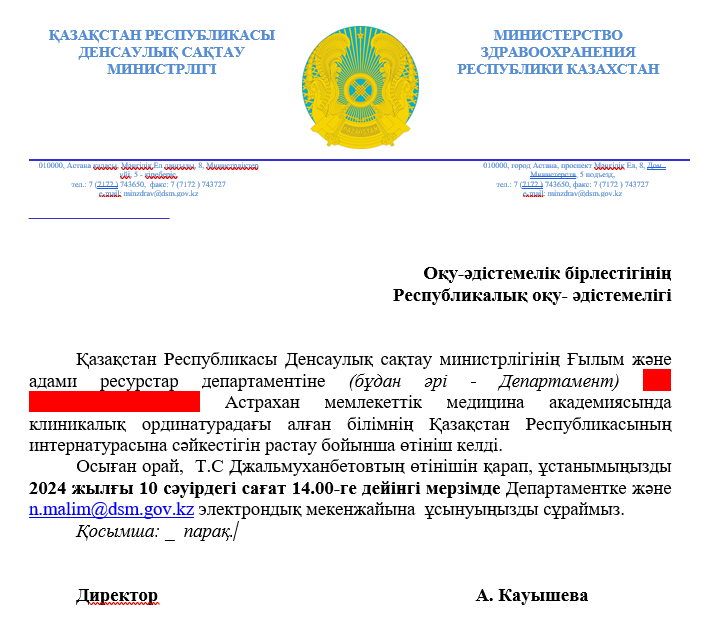 ҚАЗАҚСТАН РЕСПУБЛИКАСЫ
ДЕНСАУЛЫҚ САҚТАУ
МИНИСТРЛІГІ
МИНИСТЕРСТВО
ЗДРАВООХРАНЕНИЯ
РЕСПУБЛИКИ КАЗАХСТАН
QAZAQSTAN
010000, Астана қаласы, Мәңгілік Ел даңғылы, 8, Министрліктер
үйі, 5 - кіреберіс,
тел.: 7 (7172 ) 743650, факс: 7 (7172 ) 743727
e-mail: minzdrav@dsm.gov.kz
010000, город Астана, проспект Мәңгілік Ел, 8, Дом
Министерств, 5 подъезд,
тел.: 7 (7172 ) 743650, факс: 7 (7172 ) 743727
e-mail: minzdrav@dsm.gov.kz
Оқу-әдістемелік бірлестігінің
Республикалық оқу- әдістемелігі
Қазақстан Республикасы Денсаулық сақтау министрлігінің Ғылым және
адами ресурстар департаментіне (бұдан әрі - Департамент)
Астрахан мемлекеттік медицина академиясында
клиникалық ординатурадағы алған білімнің Қазақстан Республикасының
интернатурасына сәйкестігін растау бойынша өтініш келді.
Осыған орай, Т.С Джальмуханбетовтың өтінішін қарап, ұстанымыңызды
2024 жылғы 10 сәуірдегі сағат 14.00-ге дейінгі мерзімде Департаментке және
n.malim@dsm.gov.kz электрондық мекенжайына ұсынуыңызды сұраймыз.
Қосымша: _ парақ.
Директор
А. Кауышева